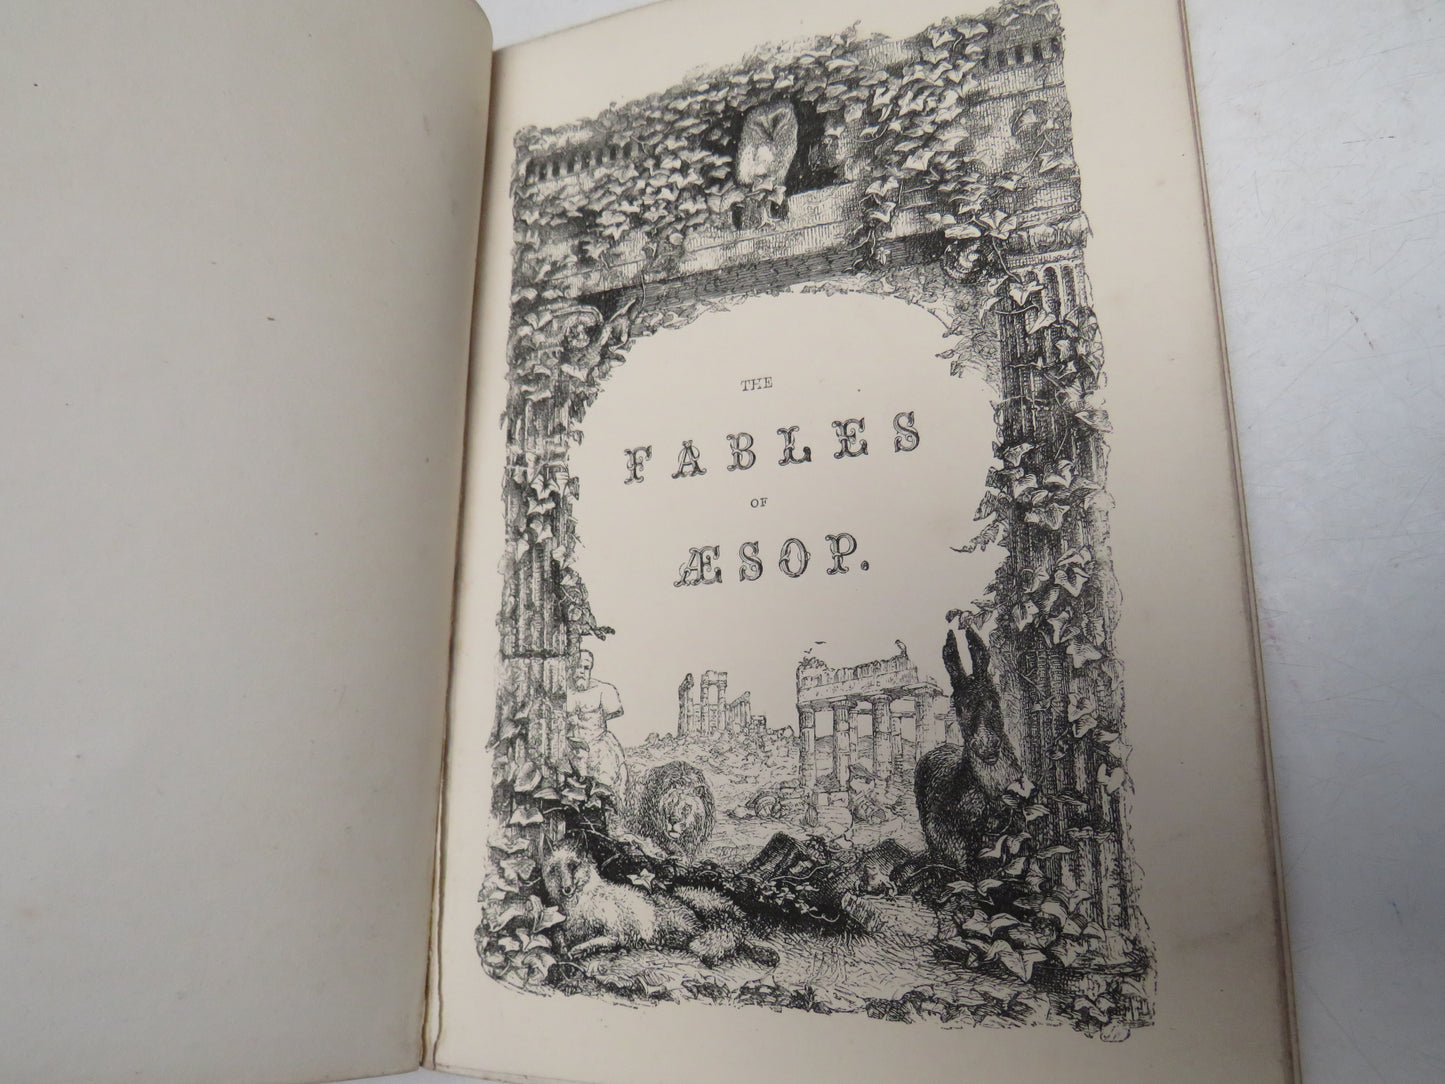 THE
FABLES
OF
ÆSOP.